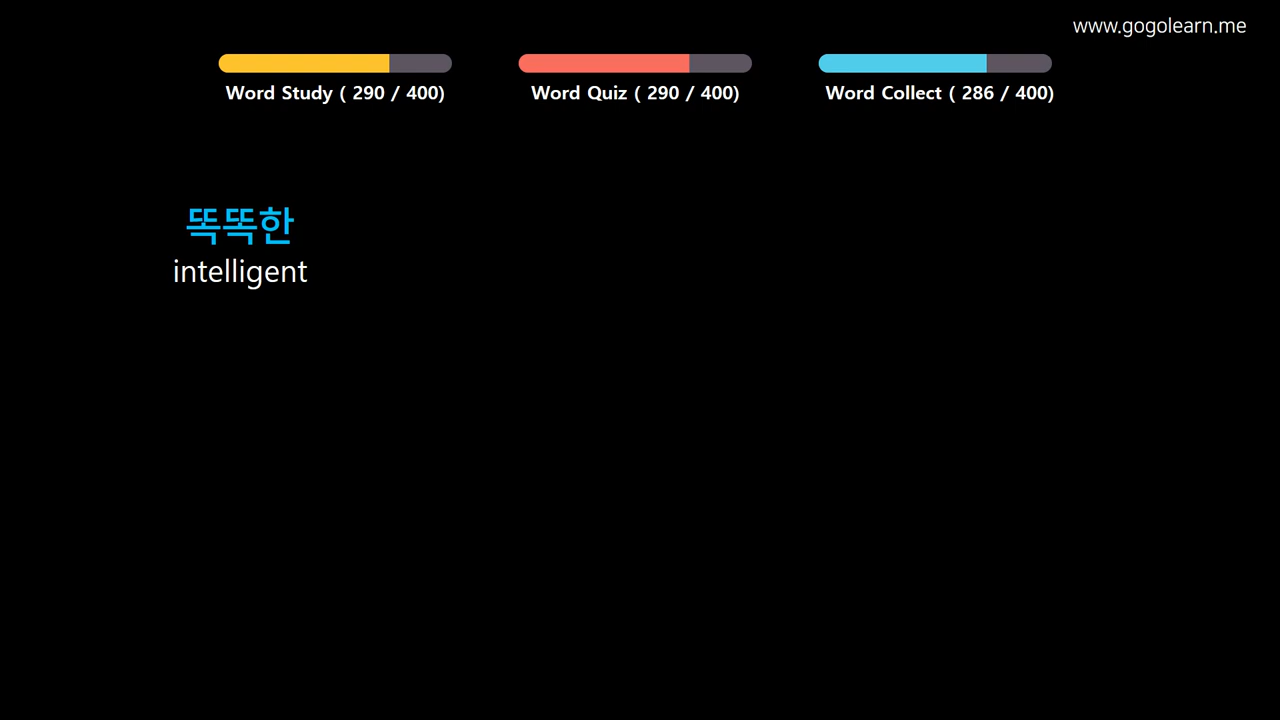 www.gogolearn.me
Word Study ( 290 / 400)
Word Quiz ( 290 / 400)
Word Collect ( 286 / 400)
똑똑한
intelligent